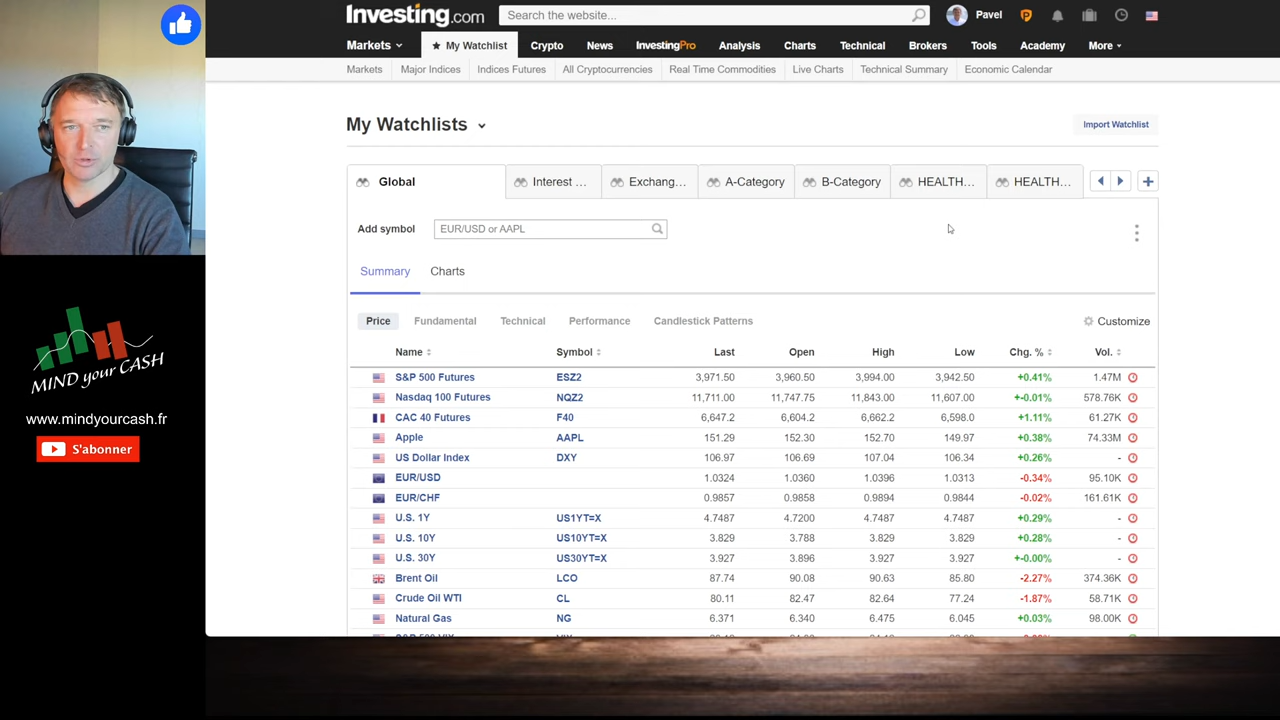 Investing.com
Search the website...
Pavel
Markets
My Watchlist
Crypto
News
InvestingPro
Analysis
Charts
Technical
Brokers
Tools
Academy
More
Markets
Major Indices
Indices Futures
All Cryptocurrencies
Real Time Commodities
Live Charts
Technical Summary
Economic Calendar
My Watchlists
Import Watchlist
Global
Interest ...
Exchang...
A-Category
B-Category
HEALTH...
HEALTH...
Add symbol
EUR/USD or AAPL
Summary
Charts
Price
Fundamental
Technical
Performance
Candlestick Patterns
Customize
Name Symbol Last Open High Low Chg. % Vol.
S&P 500 Futures ESZ2 3,971.50 3,960.50 3,994.00 3,942.50 +0.41% 1.47M
Nasdaq 100 Futures NQZ2 11,711.00 11,747.75 11,843.00 11,607.00 +-0.01% 578.76K
CAC 40 Futures F40 6,647.2 6,604.2 6,662.2 6,598.0 +1.11% 61.27K
Apple AAPL 151.29 152.30 152.70 149.97 +0.38% 74.33M
US Dollar Index DXY 106.97 106.69 107.04 106.34 +0.26% -
EUR/USD 1.0324 1.0360 1.0396 1.0313 -0.34% 95.10K
EUR/CHF 0.9857 0.9858 0.9894 0.9844 -0.02% 161.61K
U.S. 1Y US1YT=X 4.7487 4.7200 4.7487 4.7487 +0.29% -
U.S. 10Y US10YT=X 3.829 3.788 3.829 3.829 +0.28% -
U.S. 30Y US30YT=X 3.927 3.896 3.927 3.927 +-0.00% -
Brent Oil LCO 87.74 90.08 90.63 85.80 -2.27% 374.36K
Crude Oil WTI CL 80.11 82.47 82.64 77.24 -1.87% 58.71K
Natural Gas NG 6.371 6.340 6.475 6.045 +0.03% 98.00K
MIND your CASH
www.mindyourcash.fr
S'abonner